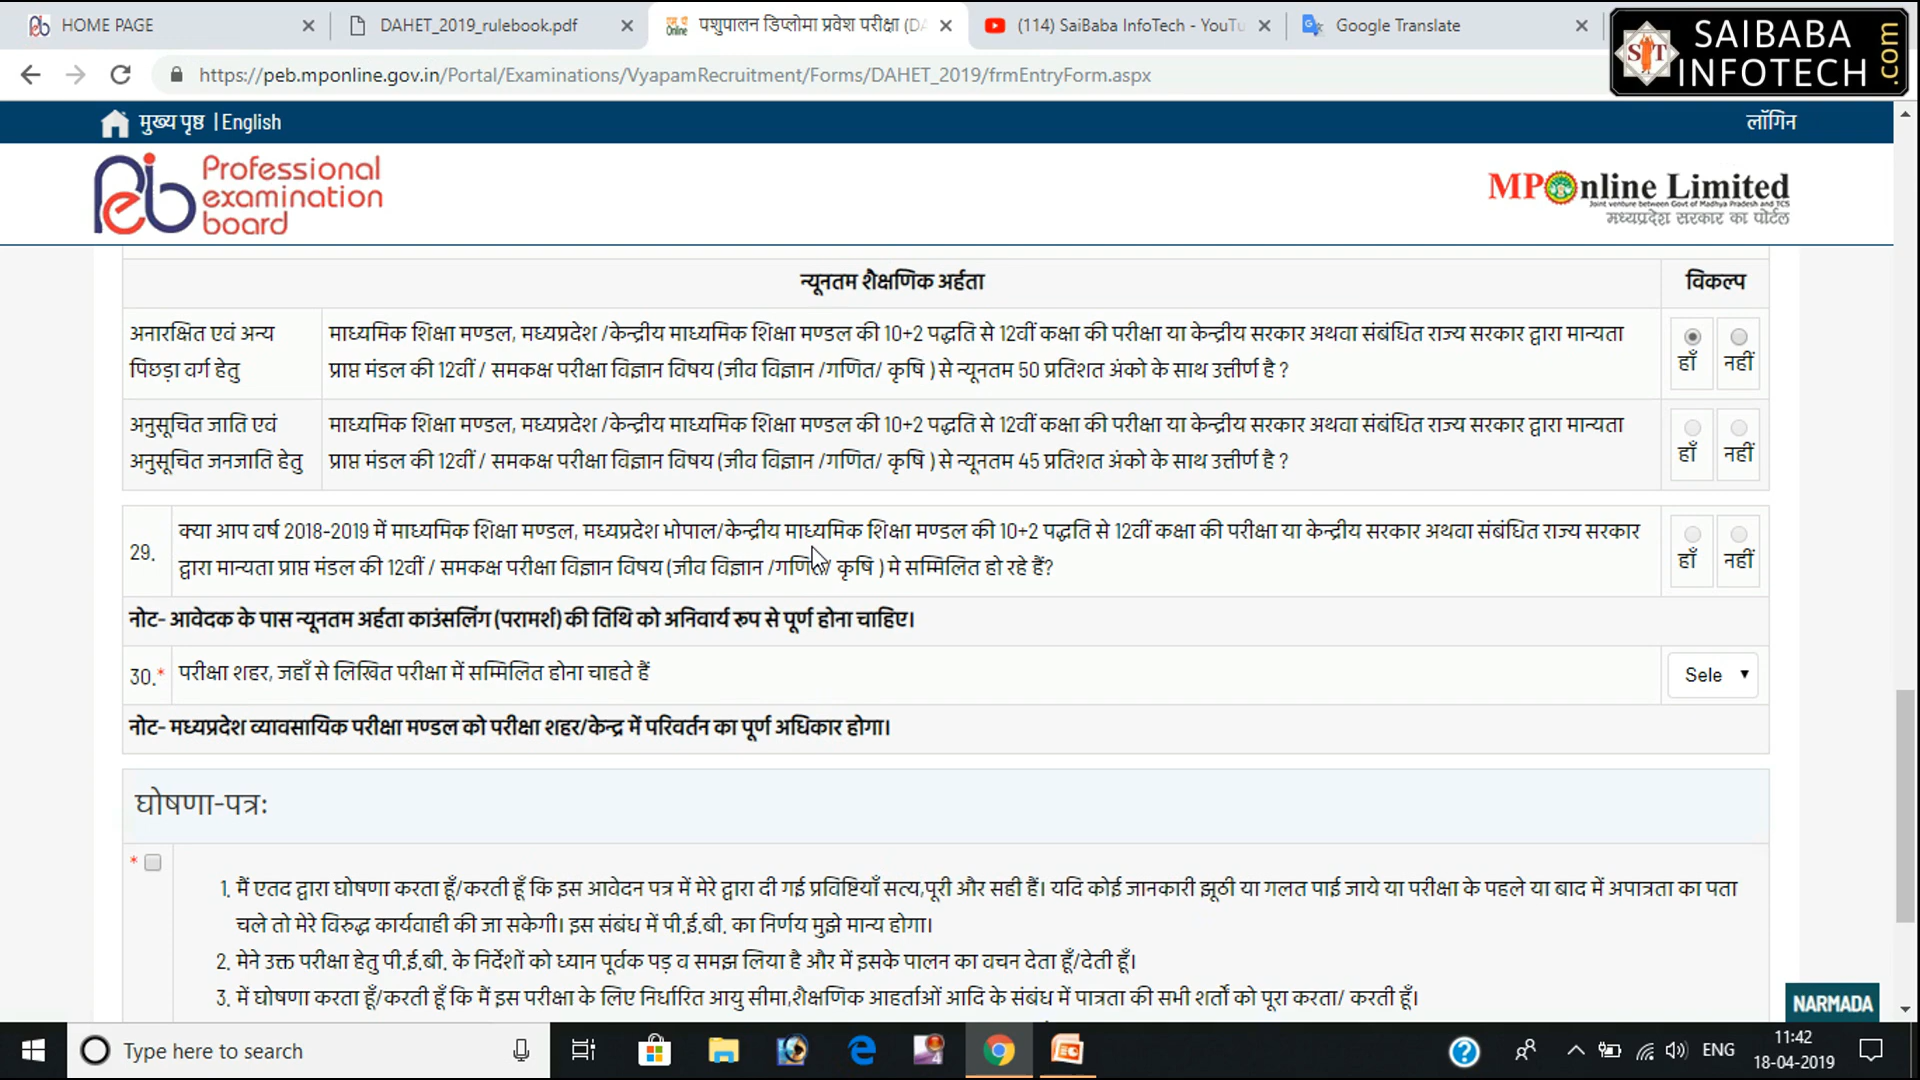 HOME PAGE
DAHET_2019_rulebook.pdf
पशुपालन डिप्लोमा प्रवेश परीक्षा (DA
(114) SaiBaba InfoTech - YouTu
Google Translate
SAIBABA
INFOTECH
.com
https://peb.mponline.gov.in/Portal/Examinations/VyapamRecruitment/Forms/DAHET_2019/frmEntryForm.aspx
मुख्य पृष्ठ | English
लॉगिन
Professional
examination
board
MPOnline Limited
Joint venture between Govt of Madhya Pradesh and TCS
मध्यप्रदेश सरकार का पोर्टल
न्यूनतम शैक्षणिक अर्हता
विकल्प
अनारक्षित एवं अन्य
पिछड़ा वर्ग हेतु
माध्यमिक शिक्षा मण्डल, मध्यप्रदेश /केन्द्रीय माध्यमिक शिक्षा मण्डल की 10+2 पद्धति से 12वीं कक्षा की परीक्षा या केन्द्रीय सरकार अथवा संबंधित राज्य सरकार द्वारा मान्यता
प्राप्त मंडल की 12वीं / समकक्ष परीक्षा विज्ञान विषय (जीव विज्ञान /गणित/ कृषि ) से न्यूनतम 50 प्रतिशत अंको के साथ उत्तीर्ण है ?
हाँ
नहीं
अनुसूचित जाति एवं
अनुसूचित जनजाति हेतु
माध्यमिक शिक्षा मण्डल, मध्यप्रदेश /केन्द्रीय माध्यमिक शिक्षा मण्डल की 10+2 पद्धति से 12वीं कक्षा की परीक्षा या केन्द्रीय सरकार अथवा संबंधित राज्य सरकार द्वारा मान्यता
प्राप्त मंडल की 12वीं / समकक्ष परीक्षा विज्ञान विषय (जीव विज्ञान /गणित/ कृषि ) से न्यूनतम 45 प्रतिशत अंको के साथ उत्तीर्ण है ?
हाँ
नहीं
29.
क्या आप वर्ष 2018-2019 में माध्यमिक शिक्षा मण्डल, मध्यप्रदेश भोपाल/केन्द्रीय माध्यमिक शिक्षा मण्डल की 10+2 पद्धति से 12वीं कक्षा की परीक्षा या केन्द्रीय सरकार अथवा संबंधित राज्य सरकार
द्वारा मान्यता प्राप्त मंडल की 12वीं / समकक्ष परीक्षा विज्ञान विषय (जीव विज्ञान /गणित/ कृषि ) मे सम्मिलित हो रहे हैं?
हाँ
नहीं
नोट- आवेदक के पास न्यूनतम अर्हता काउंसलिंग (परामर्श) की तिथि को अनिवार्य रूप से पूर्ण होना चाहिए।
30.* परीक्षा शहर, जहाँ से लिखित परीक्षा में सम्मिलित होना चाहते हैं
Sele
नोट- मध्यप्रदेश व्यावसायिक परीक्षा मण्डल को परीक्षा शहर/केन्द्र में परिवर्तन का पूर्ण अधिकार होगा।
घोषणा-पत्र:
*
1. मैं एतद द्वारा घोषणा करता हूँ/करती हूँ कि इस आवेदन पत्र में मेरे द्वारा दी गई प्रविष्टियाँ सत्य,पूरी और सही हैं। यदि कोई जानकारी झूठी या गलत पाई जाये या परीक्षा के पहले या बाद में अपात्रता का पता
चले तो मेरे विरुद्ध कार्यवाही की जा सकेगी। इस संबंध में पी.ई.बी. का निर्णय मुझे मान्य होगा।
2. मेने उक्त परीक्षा हेतु पी.ई.बी. के निर्देशों को ध्यान पूर्वक पड़ व समझ लिया है और में इसके पालन का वचन देता हूँ/देती हूँ।
3. में घोषणा करता हूँ/करती हूँ कि मैं इस परीक्षा के लिए निर्धारित आयु सीमा,शैक्षणिक आहर्ताओं आदि के संबंध में पात्रता की सभी शर्तो को पूरा करता/ करती हूँ।
NARMADA
Type here to search
ENG
11:42
18-04-2019